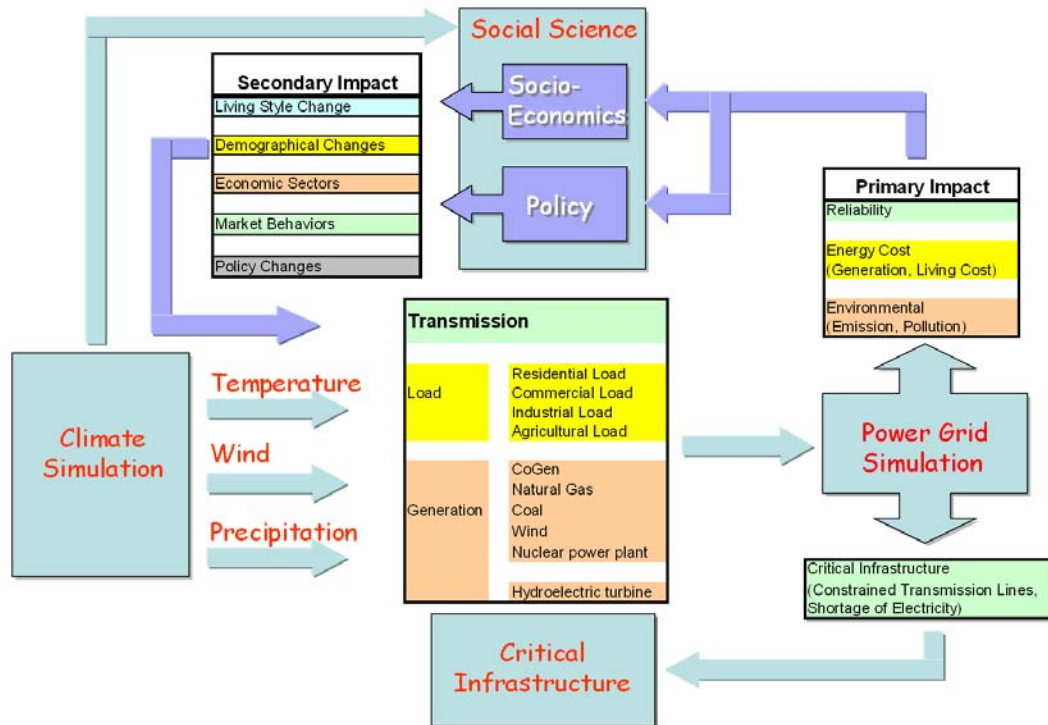 Social Science
Secondary Impact
Living Style Change
Demographical Changes
Economic Sectors
Market Behaviors
Policy Changes
Socio-
Economics
Policy
Primary Impact
Reliability
Energy Cost
(Generation, Living Cost)
Environmental
(Emission, Pollution)
Climate
Simulation
Temperature
Wind
Precipitation
Transmission
Load
Residential Load
Commercial Load
Industrial Load
Agricultural Load
Generation
CoGen
Natural Gas
Coal
Wind
Nuclear power plant
Hydroelectric turbine
Power Grid
Simulation
Critical Infrastructure
(Constrained Transmission Lines,
Shortage of Electricity)
Critical
Infrastructure